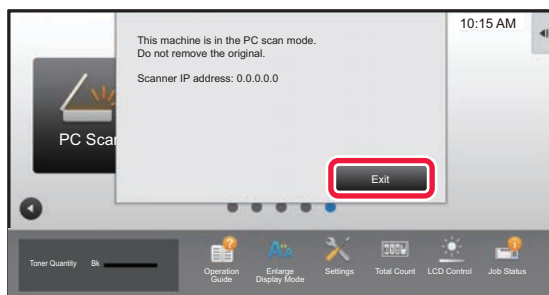 10:15 AM
This machine is in the PC scan mode.
Do not remove the original.
Scanner IP address: 0.0.0.0.0
PC Scan
Exit
Toner Quantity Bk
Operation Guide
Enlarge Display Mode
Settings
Total Count
LCD Control
Job Status